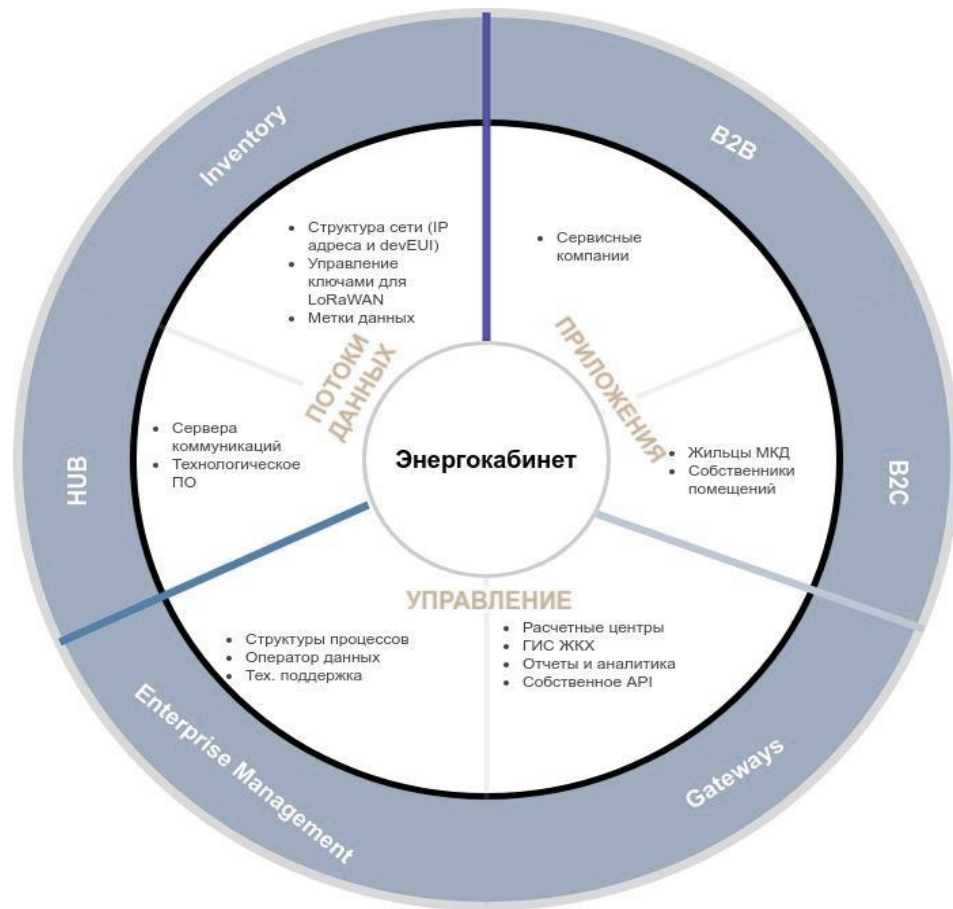 Inventory
• Структура сети (IP
адреса и devEUI)
• Управление
ключами для
LoRaWAN
• Метки данных
B2B
• Сервисные
компании
ПОТОКИ
ДАННЫХ
ПРИЛОЖЕНИЯ
HUB
• Сервера
коммуникаций
• Технологическое
ПО
Энергокабинет
• Жильцы МКД
• Собственники
помещений
B2C
УПРАВЛЕНИЕ
• Структуры процессов
• Оператор данных
• Тех. поддержка
Enterprise Management
• Расчетные центры
• ГИС ЖКХ
• Отчеты и аналитика
• Собственное API
Gateways